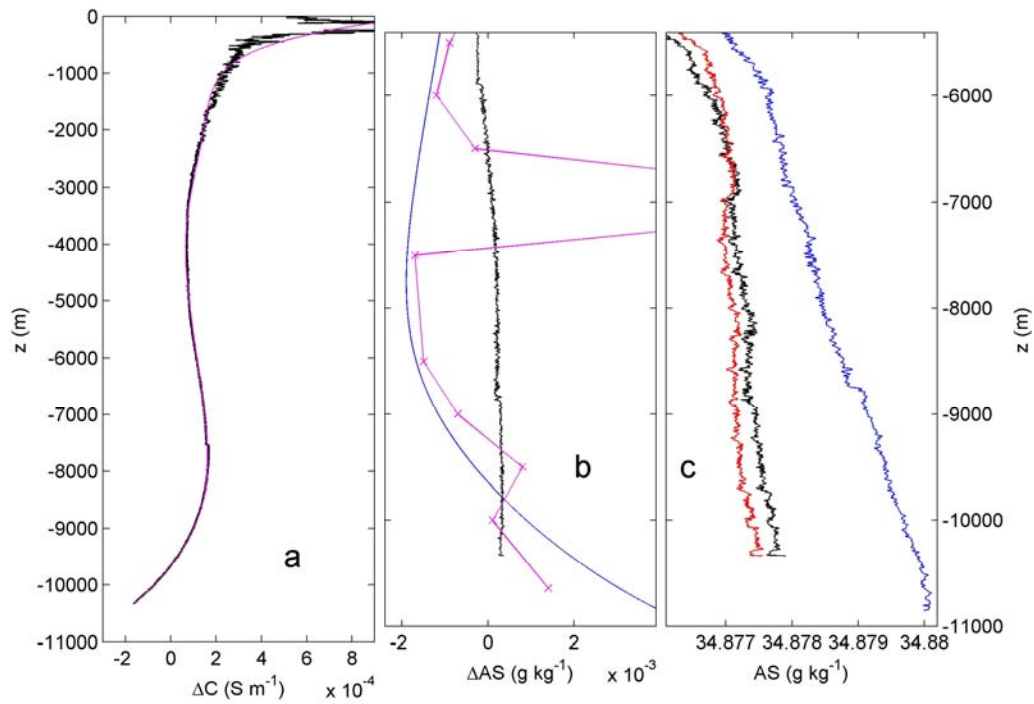 0
-1000
-2000
-3000
-4000
-5000
-6000
-7000
-8000
-9000
-10000
-11000
z (m)
-2 0 2 4 6 8
ΔC (S m⁻¹) x 10⁻⁴
a
-2 0 2
ΔAS (g kg⁻¹) x 10⁻³
b
c
34.877 34.878 34.879 34.88
AS (g kg⁻¹)
-6000
-7000
-8000
-9000
-10000
-11000
z (m)